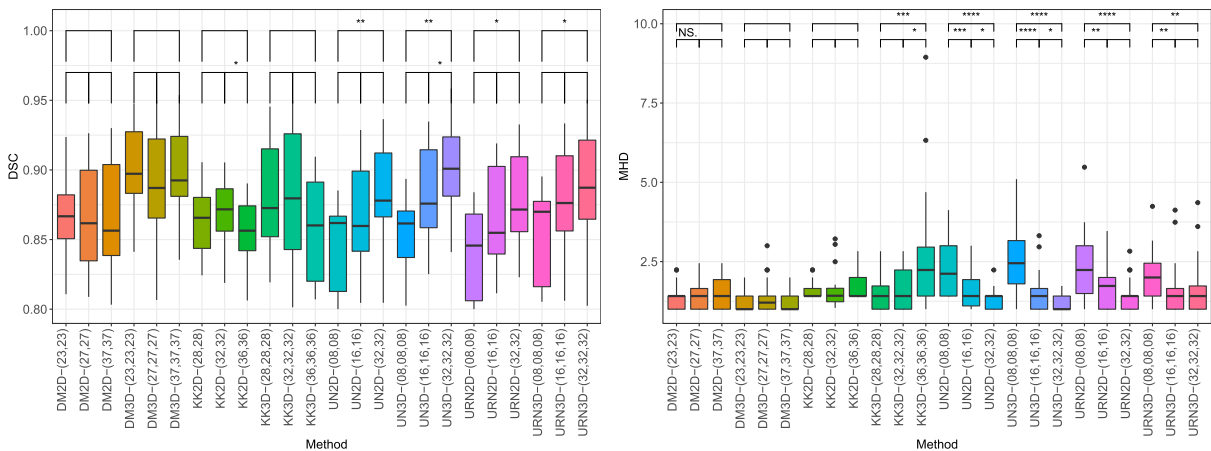 ** ** * *
1.00
* *
0.95
0.90
0.85
0.80
DSC
DM2D−(23,23)
DM2D−(27,27)
DM2D−(37,37)
DM3D−(23,23,23)
DM3D−(27,27,27)
DM3D−(37,37,37)
KK2D−(28,28)
KK2D−(32,32)
KK2D−(36,36)
KK3D−(28,28,28)
KK3D−(32,32,32)
KK3D−(36,36,36)
UN2D−(08,08)
UN2D−(16,16)
UN2D−(32,32)
UN3D−(08,08,08)
UN3D−(16,16,16)
UN3D−(32,32,32)
URN2D−(08,08)
URN2D−(16,16)
URN2D−(32,32)
URN3D−(08,08,08)
URN3D−(16,16,16)
URN3D−(32,32,32)
Method
*** **** **** **** **
10.0
NS. * *** * **** * ** **
7.5
5.0
2.5
MHD
DM2D−(23,23)
DM2D−(27,27)
DM2D−(37,37)
DM3D−(23,23,23)
DM3D−(27,27,27)
DM3D−(37,37,37)
KK2D−(28,28)
KK2D−(32,32)
KK2D−(36,36)
KK3D−(28,28,28)
KK3D−(32,32,32)
KK3D−(36,36,36)
UN2D−(08,08)
UN2D−(16,16)
UN2D−(32,32)
UN3D−(08,08,08)
UN3D−(16,16,16)
UN3D−(32,32,32)
URN2D−(08,08)
URN2D−(16,16)
URN2D−(32,32)
URN3D−(08,08,08)
URN3D−(16,16,16)
URN3D−(32,32,32)
Method